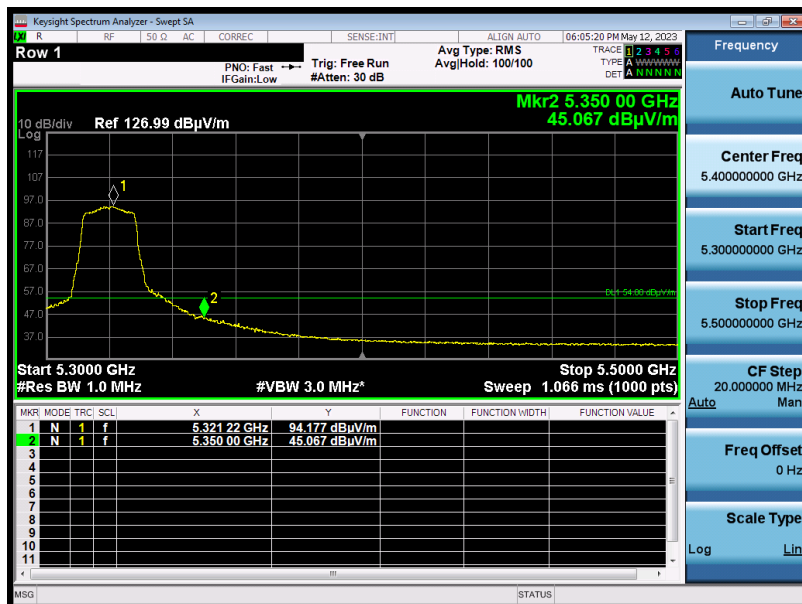 Keysight Spectrum Analyzer - Swept SA
LXI R RF 50 Ω AC CORREC SENSE:INT ALIGN AUTO 06:05:20 PM May 12, 2023
Row 1
PNO: Fast
IFGain:Low
Trig: Free Run
#Atten: 30 dB
Avg Type: RMS
Avg|Hold: 100/100
TRACE 1 2 3 4 5 6
TYPE A W W W W W
DET A N N N N N
Mkr2 5.350 00 GHz
45.067 dBµV/m
10 dB/div
Log
Ref 126.99 dBµV/m
117
107
97.0
87.0
77.0
67.0
57.0
47.0
37.0
1
2
DL1 54.00 dBµV/m
Start 5.3000 GHz Stop 5.5000 GHz
#Res BW 1.0 MHz #VBW 3.0 MHz* Sweep 1.066 ms (1000 pts)
MKR MODE TRC SCL X Y FUNCTION FUNCTION WIDTH FUNCTION VALUE
1 N 1 f 5.321 22 GHz 94.177 dBµV/m
2 N 1 f 5.350 00 GHz 45.067 dBµV/m
3
4
5
6
7
8
9
10
11
MSG STATUS
Frequency
Auto Tune
Center Freq
5.400000000 GHz
Start Freq
5.300000000 GHz
Stop Freq
5.500000000 GHz
CF Step
20.000000 MHz
Auto Man
Freq Offset
0 Hz
Scale Type
Log Lin